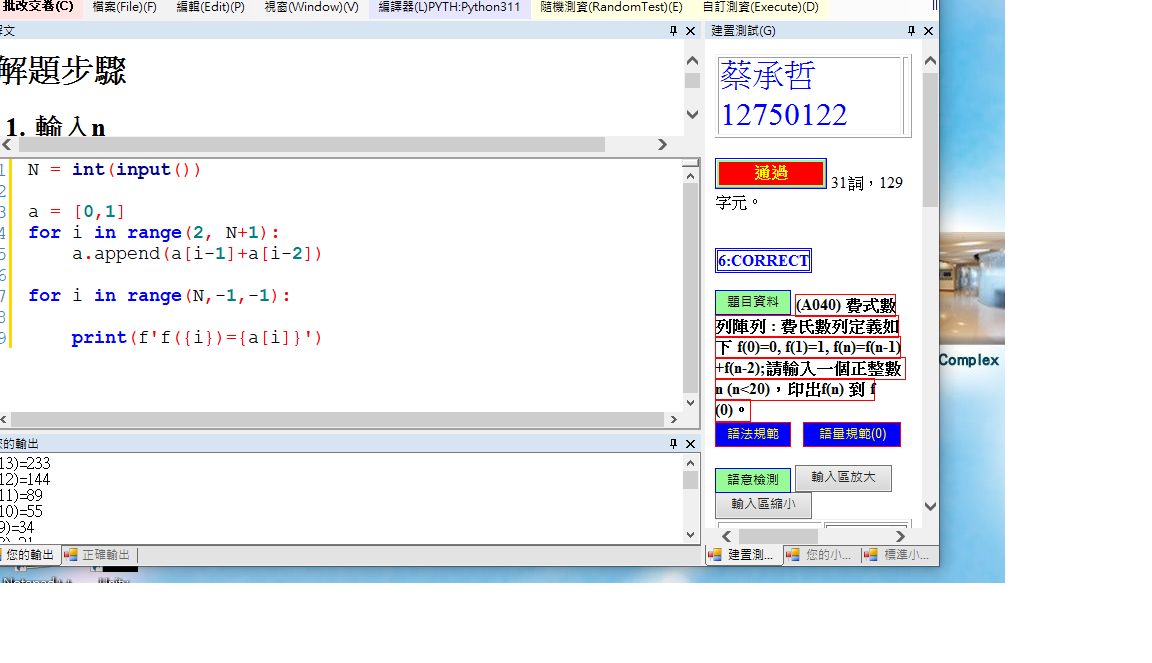 批改交卷(C) 檔案(File)(F) 編輯(Edit)(P) 視窗(Window)(V) 編譯器(L)PYTH:Python311 隨機測資(RandomTest)(E) 自訂測資(Execute)(D)
解題步驟
1. 輸入n
1 N = int(input())
2
3 a = [0,1]
4 for i in range(2, N+1):
5 a.append(a[i-1]+a[i-2])
6
7 for i in range(N,-1,-1):
8
9 print(f'f({i})={a[i]}')
您的輸出
13)=233
12)=144
11)=89
10)=55
9)=34
您的輸出 正確輸出
建置測試(G)
蔡承哲
12750122
通過 31詞，129
字元。
6:CORRECT
題目資料 (A040) 費式數
列陣列 : 費氏數列定義如
下 f(0)=0, f(1)=1, f(n)=f(n-1)
+f(n-2);請輸入一個正整數
n (n<20)，印出f(n) 到 f
(0)。
語法規範 語量規範(0)
語意檢測 輸入區放大
輸入區縮小
建置測... 您的小... 標準小...
Complex